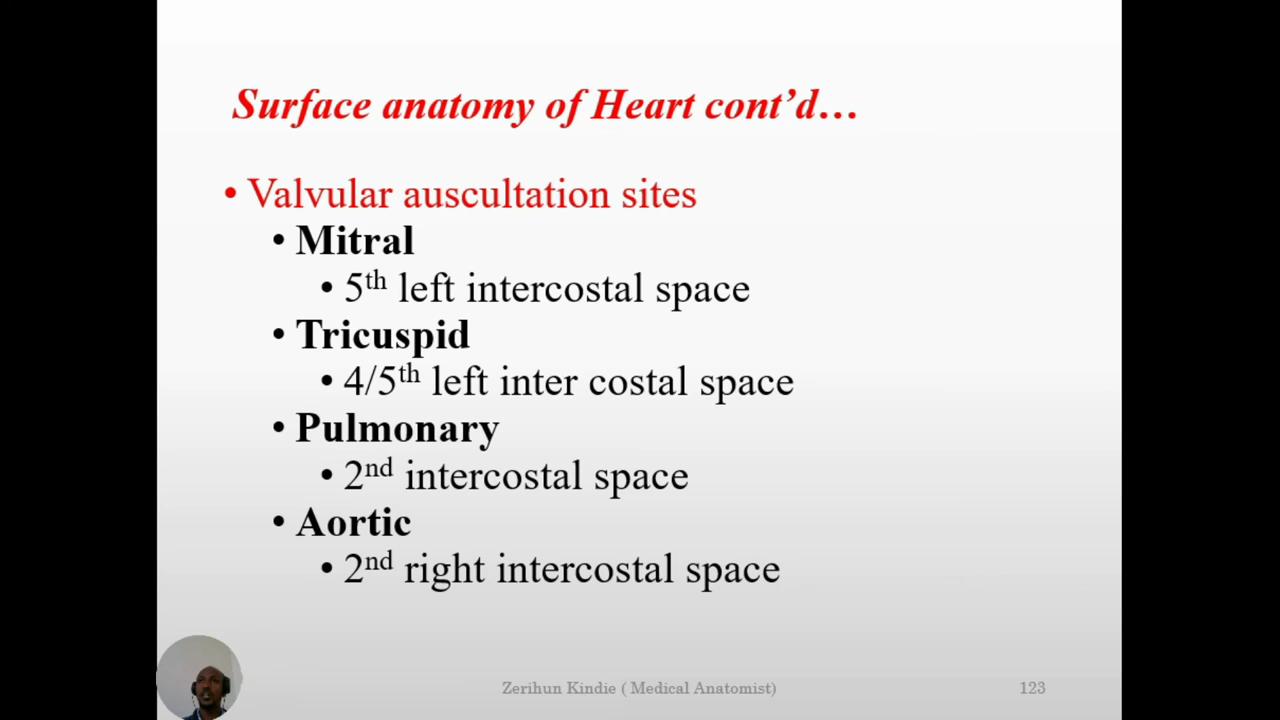 Surface anatomy of Heart cont’d…
• Valvular auscultation sites
• Mitral
• 5th left intercostal space
• Tricuspid
• 4/5th left inter costal space
• Pulmonary
• 2nd intercostal space
• Aortic
• 2nd right intercostal space
Zerihun Kindie ( Medical Anatomist)
123